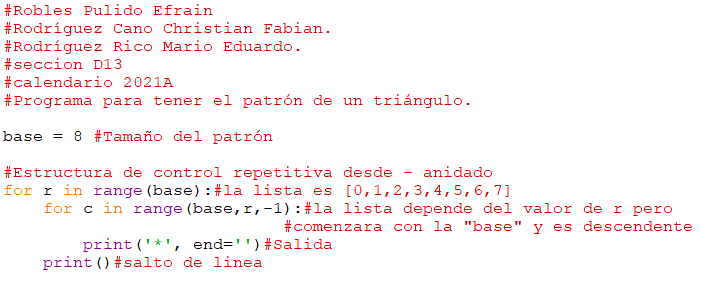 #Robles Pulido Efrain
#Rodríguez Cano Christian Fabian.
#Rodríguez Rico Mario Eduardo.
#seccion D13
#calendario 2021A
#Programa para tener el patrón de un triángulo.

base = 8 #Tamaño del patrón

#Estructura de control repetitiva desde - anidado
for r in range(base):#la lista es [0,1,2,3,4,5,6,7]
    for c in range(base,r,-1):#la lista depende del valor de r pero
                            #comenzara con la "base" y es descendente
        print('*', end='')#Salida
    print()#salto de linea